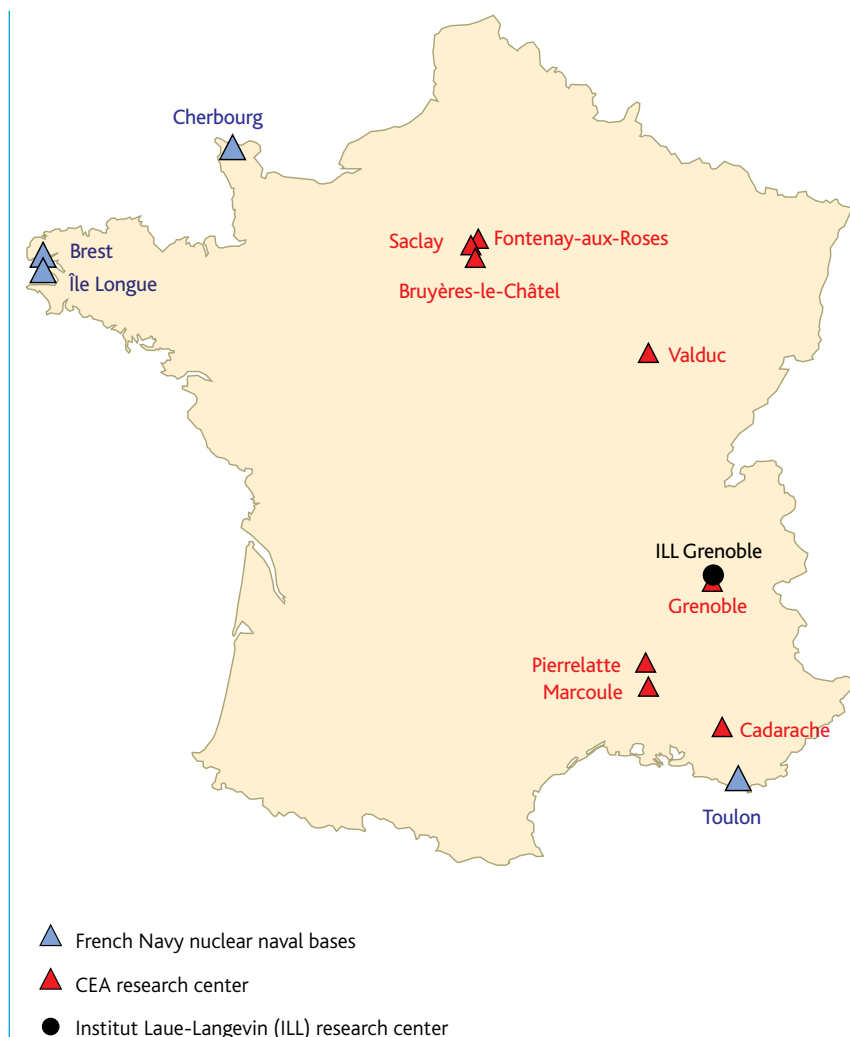 Cherbourg
Brest
Île Longue
Saclay
Fontenay-aux-Roses
Bruyères-le-Châtel
Valduc
ILL Grenoble
Grenoble
Pierrelatte
Marcoule
Cadarache
Toulon
French Navy nuclear naval bases
CEA research center
Institut Laue-Langevin (ILL) research center